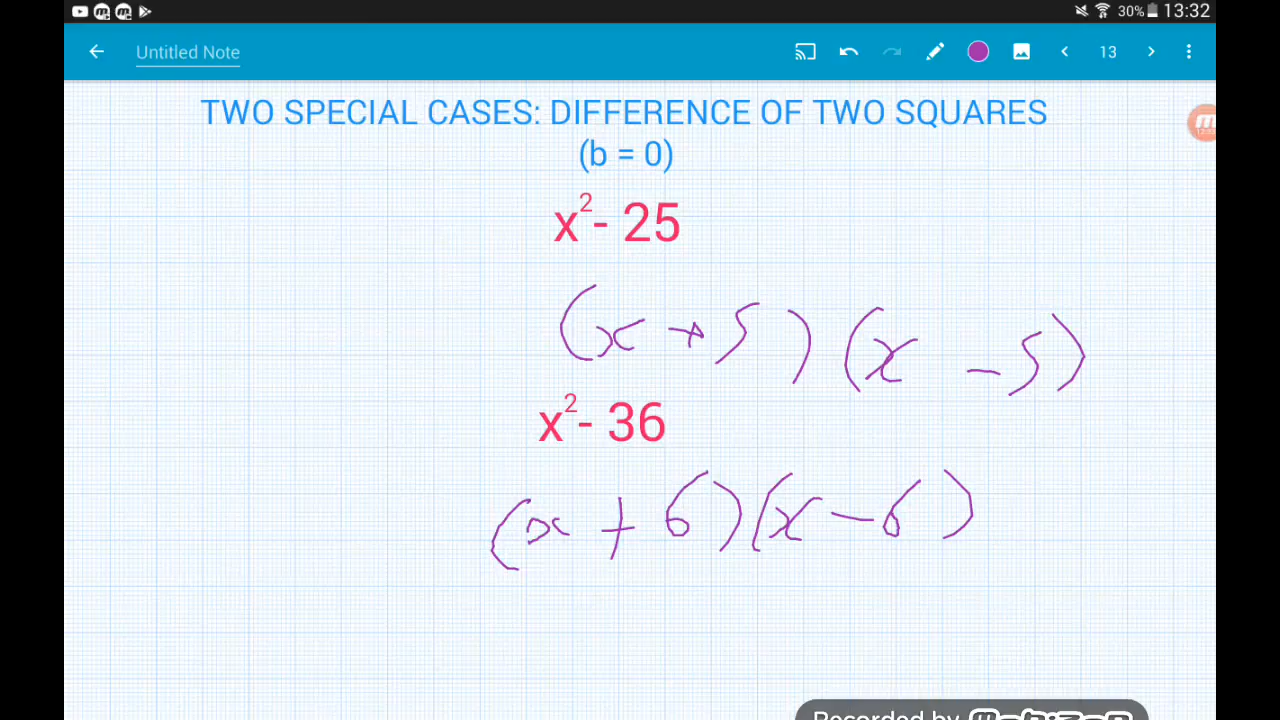 30% 13:32
Untitled Note 13
TWO SPECIAL CASES: DIFFERENCE OF TWO SQUARES
(b = 0)
x²- 25
(x + 5)(x - 5)
x²- 36
(x + 6)(x - 6)
Recorded by